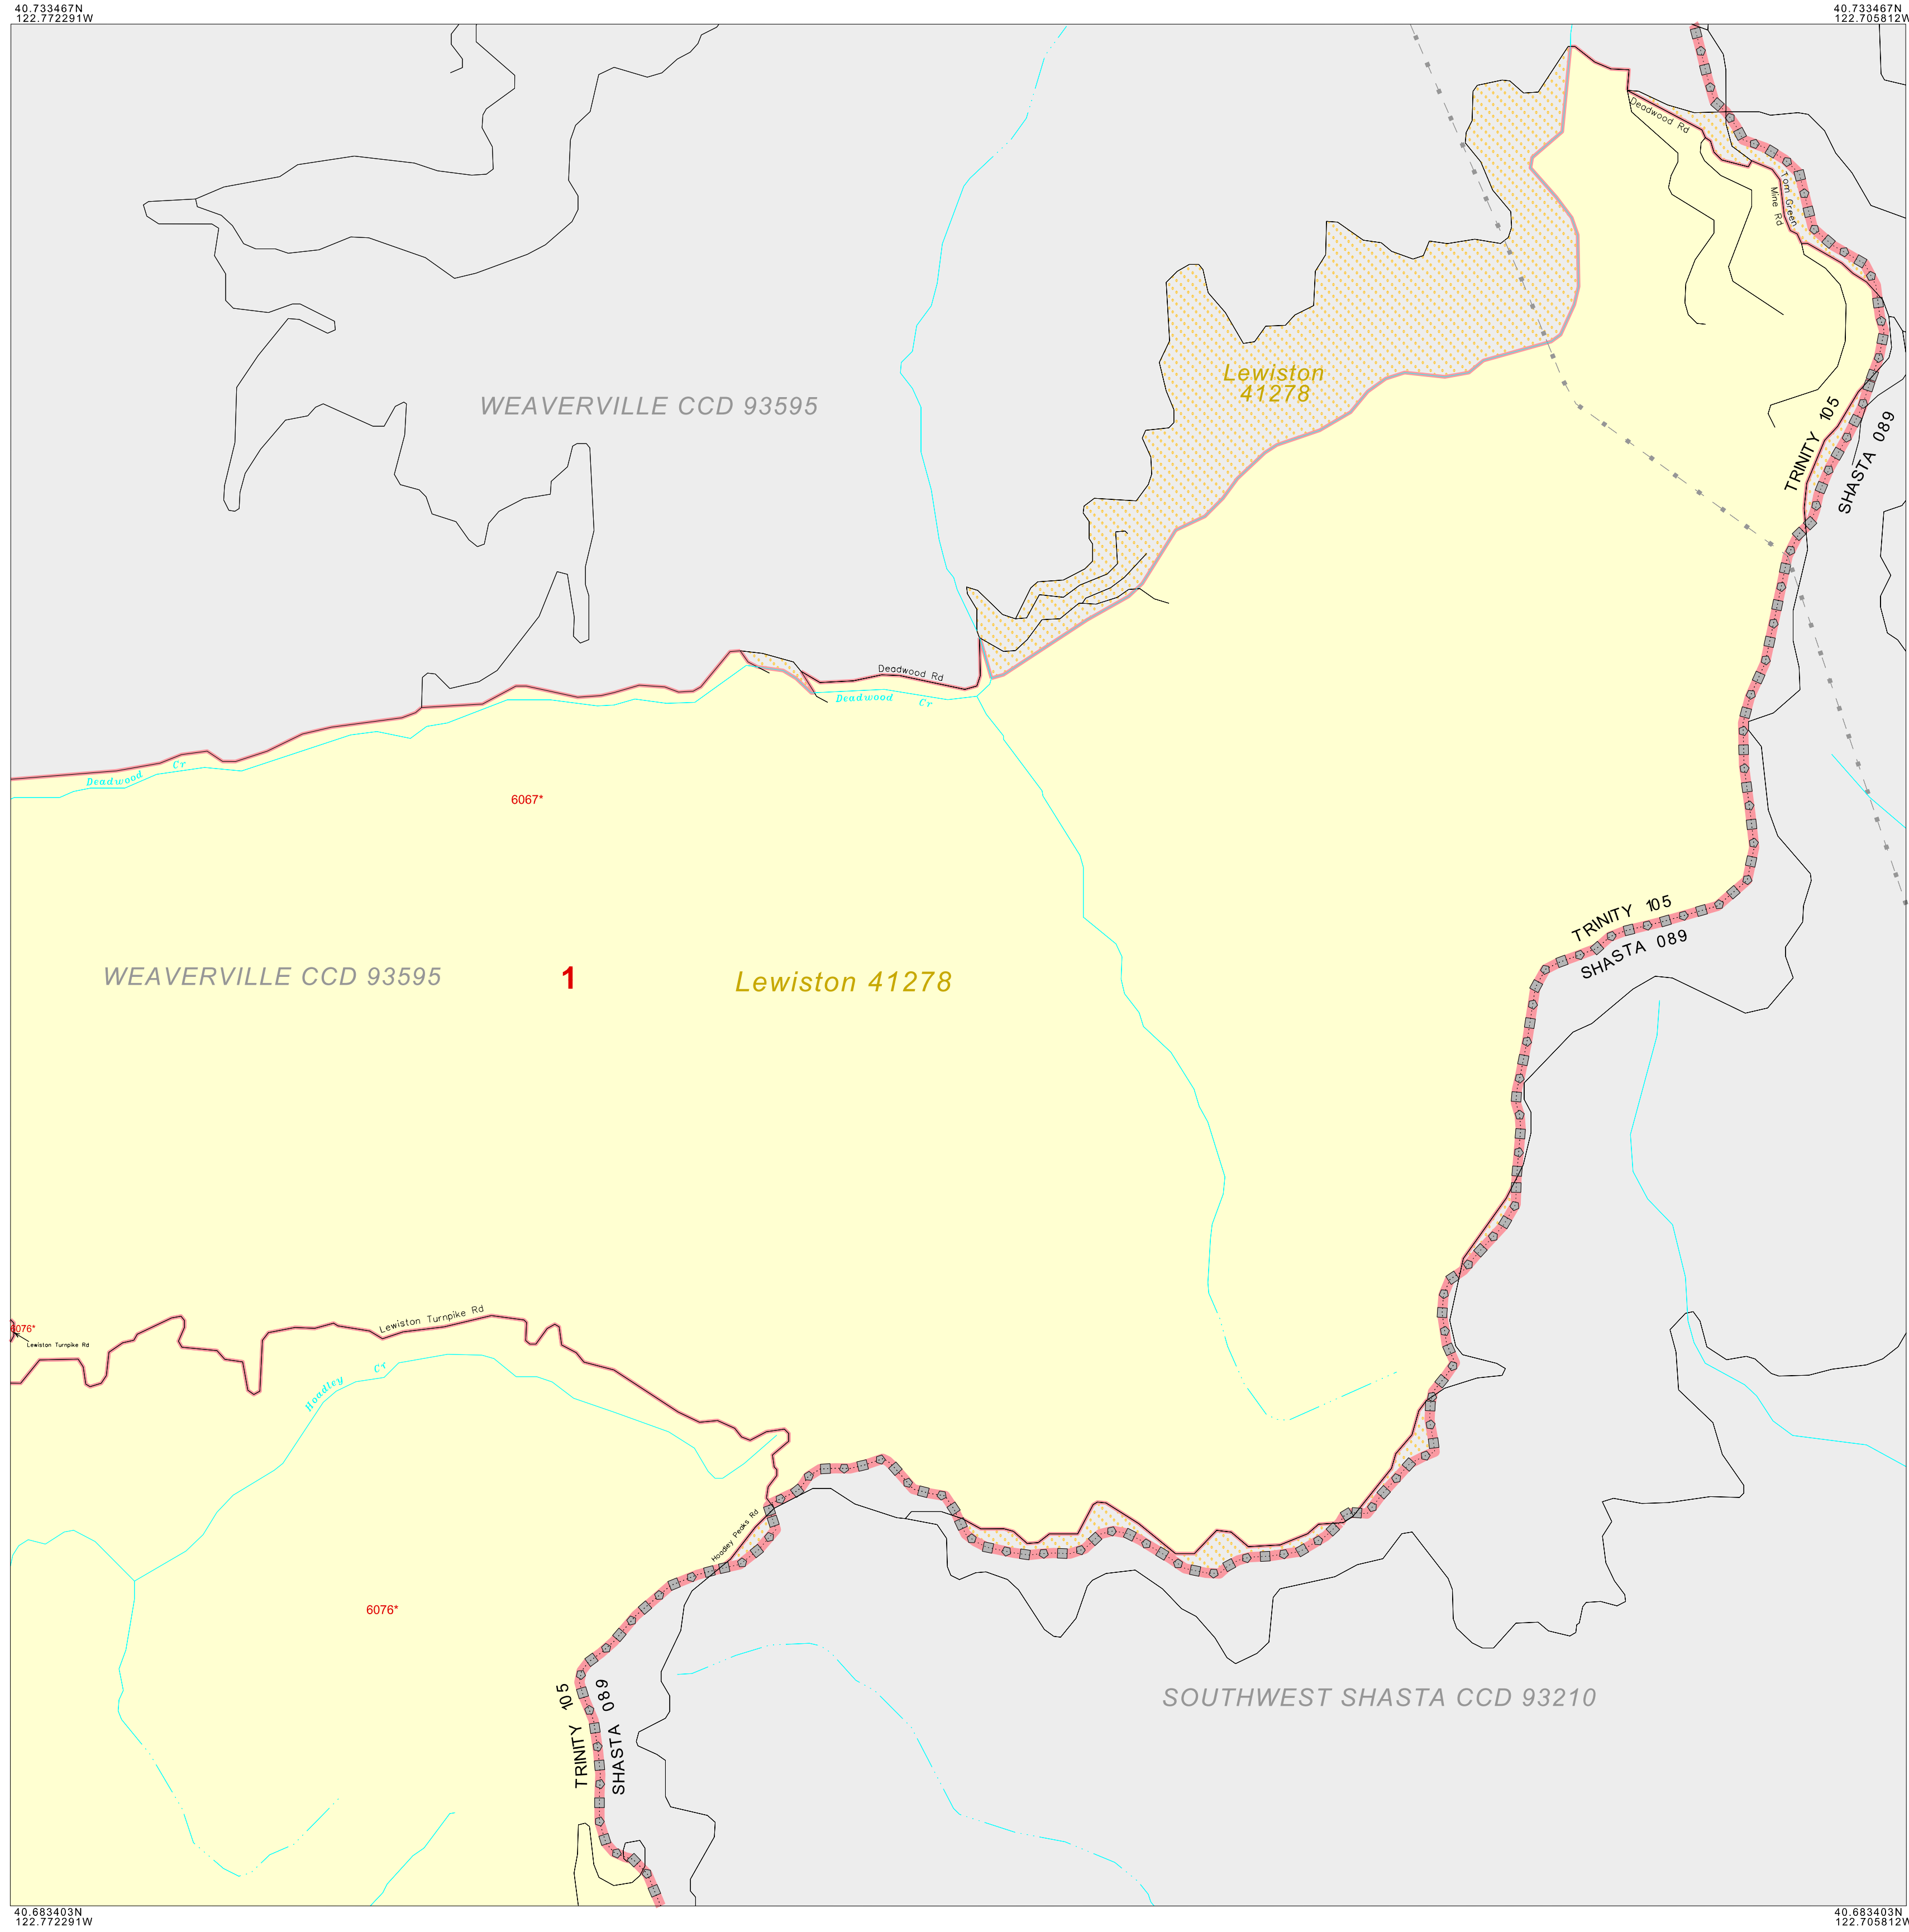 40.733467N
122.772291W
40.733467N
122.705812W
Deadwood Rd
Tom Green
Mine Rd
Lewiston
41278
WEAVERVILLE CCD 93595
TRINITY 105
SHASTA 089
Deadwood Rd
Deadwood Cr
Deadwood Cr
6067*
TRINITY 105
SHASTA 089
WEAVERVILLE CCD 93595
1
Lewiston 41278
Lewiston Turnpike Rd
6076*
Lewiston Turnpike Rd
Hoadley Cr
Hoadley Peaks Rd
6076*
TRINITY 105
SHASTA 089
SOUTHWEST SHASTA CCD 93210
40.683403N
122.772291W
40.683403N
122.705812W